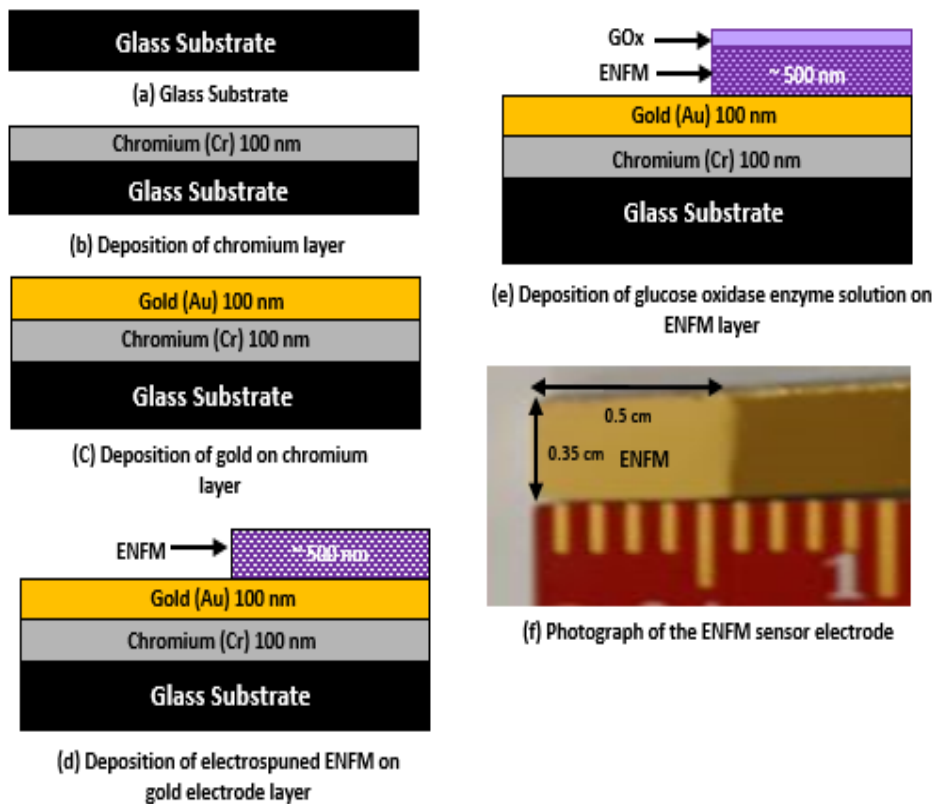 Glass Substrate
(a) Glass Substrate
Chromium (Cr) 100 nm
Glass Substrate
(b) Deposition of chromium layer
Gold (Au) 100 nm
Chromium (Cr) 100 nm
Glass Substrate
(C) Deposition of gold on chromium
layer
ENFM
~ 500 nm
Gold (Au) 100 nm
Chromium (Cr) 100 nm
Glass Substrate
(d) Deposition of electrospuned ENFM on
gold electrode layer
GOx
ENFM
~ 500 nm
Gold (Au) 100 nm
Chromium (Cr) 100 nm
Glass Substrate
(e) Deposition of glucose oxidase enzyme solution on
ENFM layer
0.5 cm
0.35 cm
ENFM
1
(f) Photograph of the ENFM sensor electrode